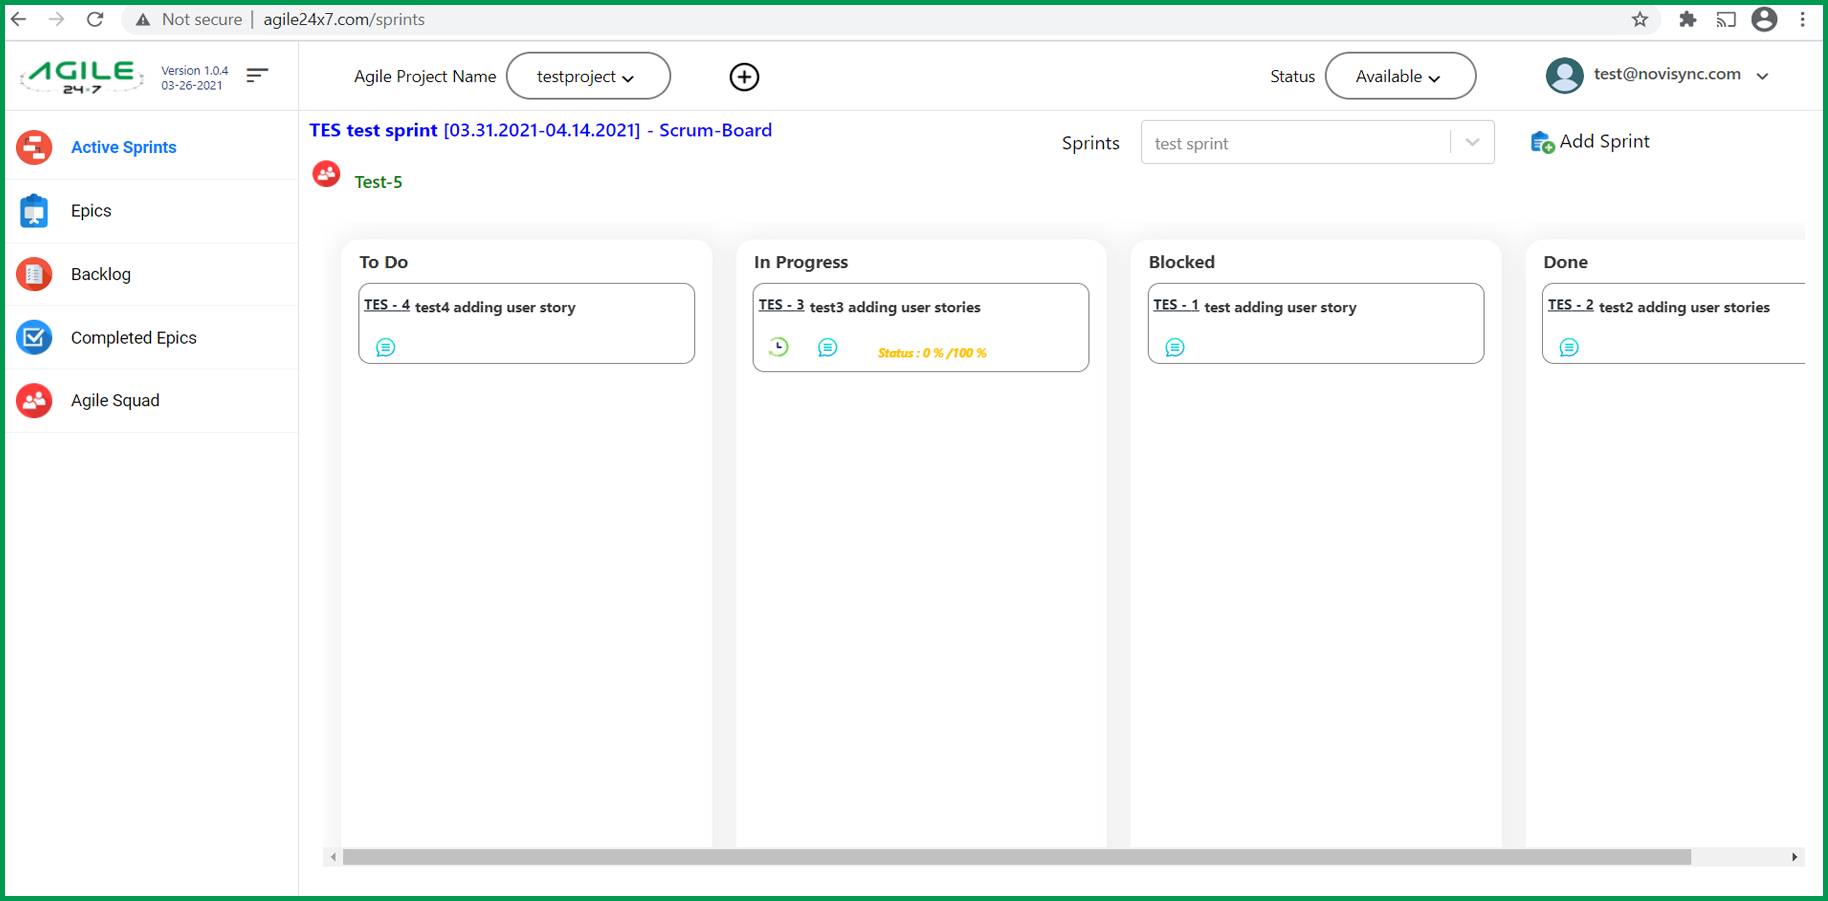 Not secure | agile24x7.com/sprints
AGILE
24x7
Version 1.0.4
03-26-2021
Agile Project Name
testproject
Status
Available
test@novisync.com
Active Sprints
Epics
Backlog
Completed Epics
Agile Squad
TES test sprint [03.31.2021-04.14.2021] - Scrum-Board
Test-5
Sprints
test sprint
Add Sprint
To Do
TES - 4 test4 adding user story
In Progress
TES - 3 test3 adding user stories
Status : 0 % /100 %
Blocked
TES - 1 test adding user story
Done
TES - 2 test2 adding user stories